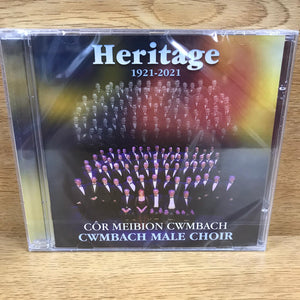 Heritage
1921-2021
CÔR MEIBION CWMBACH
CWMBACH MALE CHOIR